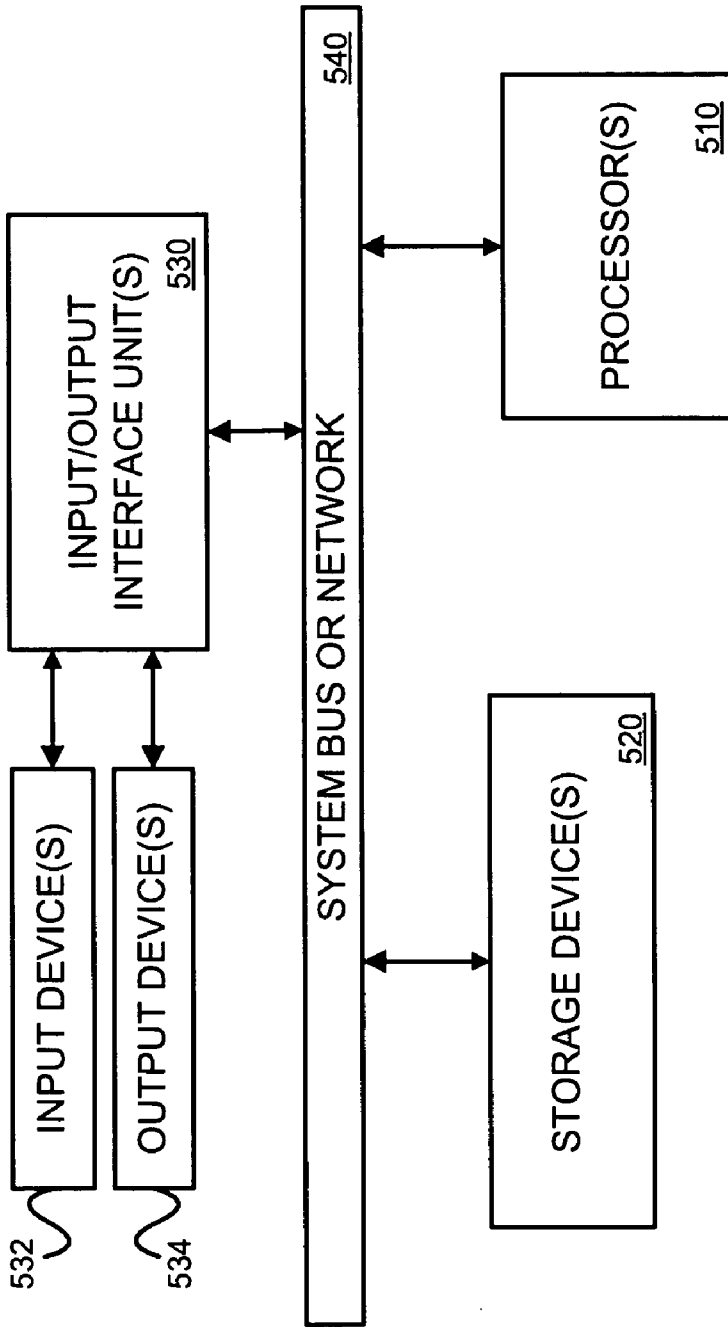 532
INPUT DEVICE(S)
534
OUTPUT DEVICE(S)
INPUT/OUTPUT
INTERFACE UNIT(S)
530
SYSTEM BUS OR NETWORK
540
STORAGE DEVICE(S)
520
PROCESSOR(S)
510